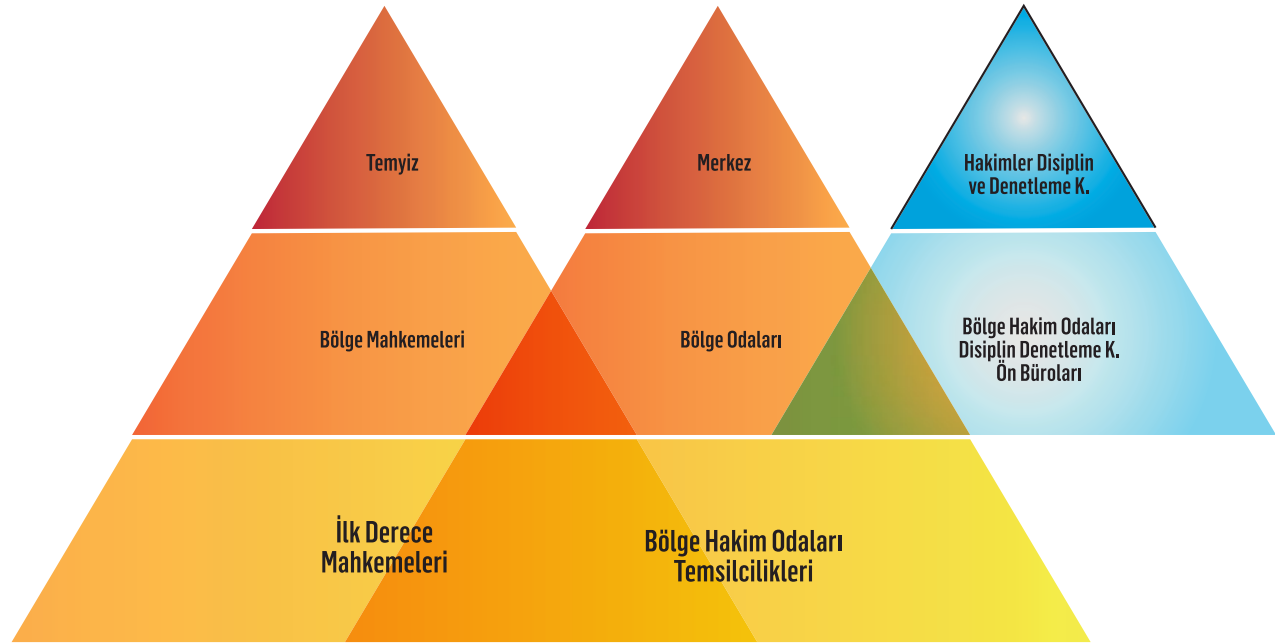 Temyiz
Merkez
Hakimler Disiplin
ve Denetleme K.
Bölge Mahkemeleri
Bölge Odaları
Bölge Hakim Odaları
Disiplin Denetleme K.
Ön Büroları
İlk Derece
Mahkemeleri
Bölge Hakim Odaları
Temsilcilikleri